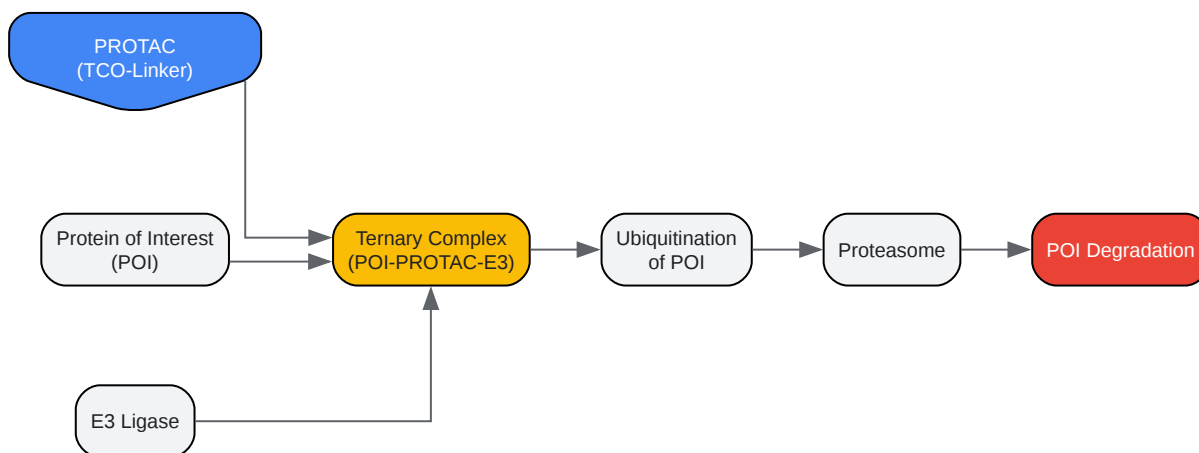 PROTAC
(TCO-Linker)
Protein of Interest
(POI)
Ternary Complex
(POI-PROTAC-E3)
Ubiquitination
of POI
Proteasome
POI Degradation
E3 Ligase